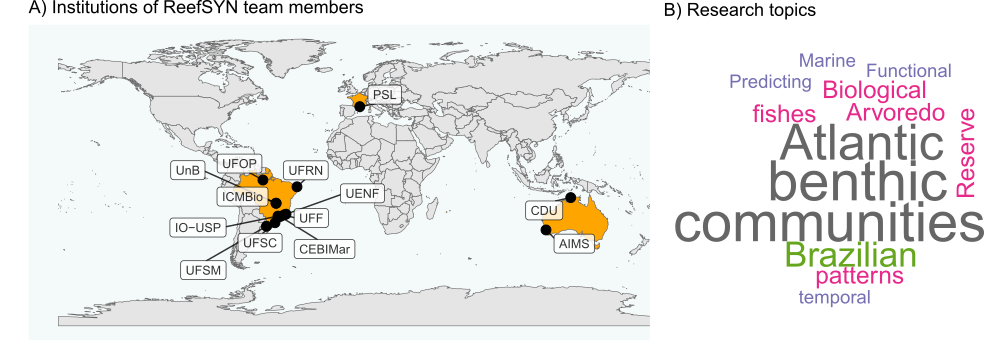 A) Institutions of ReefSYN team members
PSL
UnB
UFOP
UFRN
ICMBio
UENF
IO−USP
UFF
UFSC
CEBIMar
UFSM
CDU
AIMS
B) Research topics
Marine
Predicting
Functional
Biological
fishes
Arvoredo
Reserve
Atlantic
benthic
communities
Brazilian
patterns
temporal